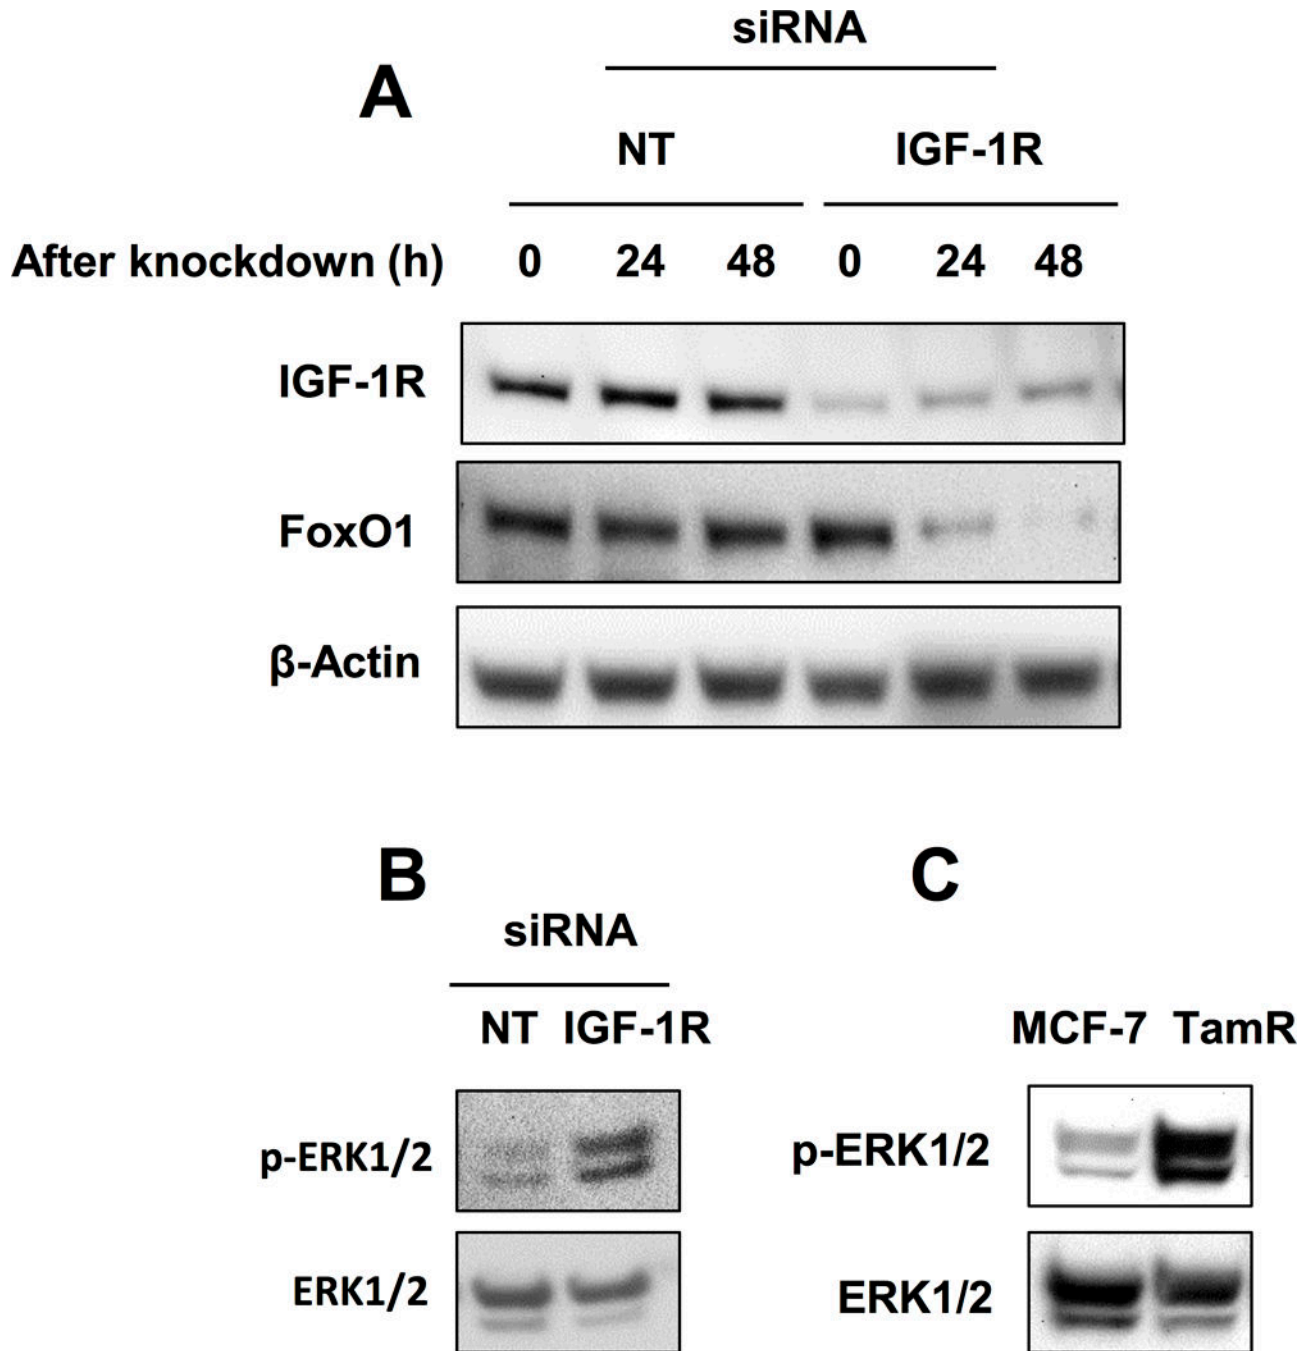 siRNA
A
NT IGF-1R
After knockdown (h) 0 24 48 0 24 48
IGF-1R
FoxO1
β-Actin
B C
siRNA
NT IGF-1R MCF-7 TamR
p-ERK1/2 p-ERK1/2
ERK1/2 ERK1/2